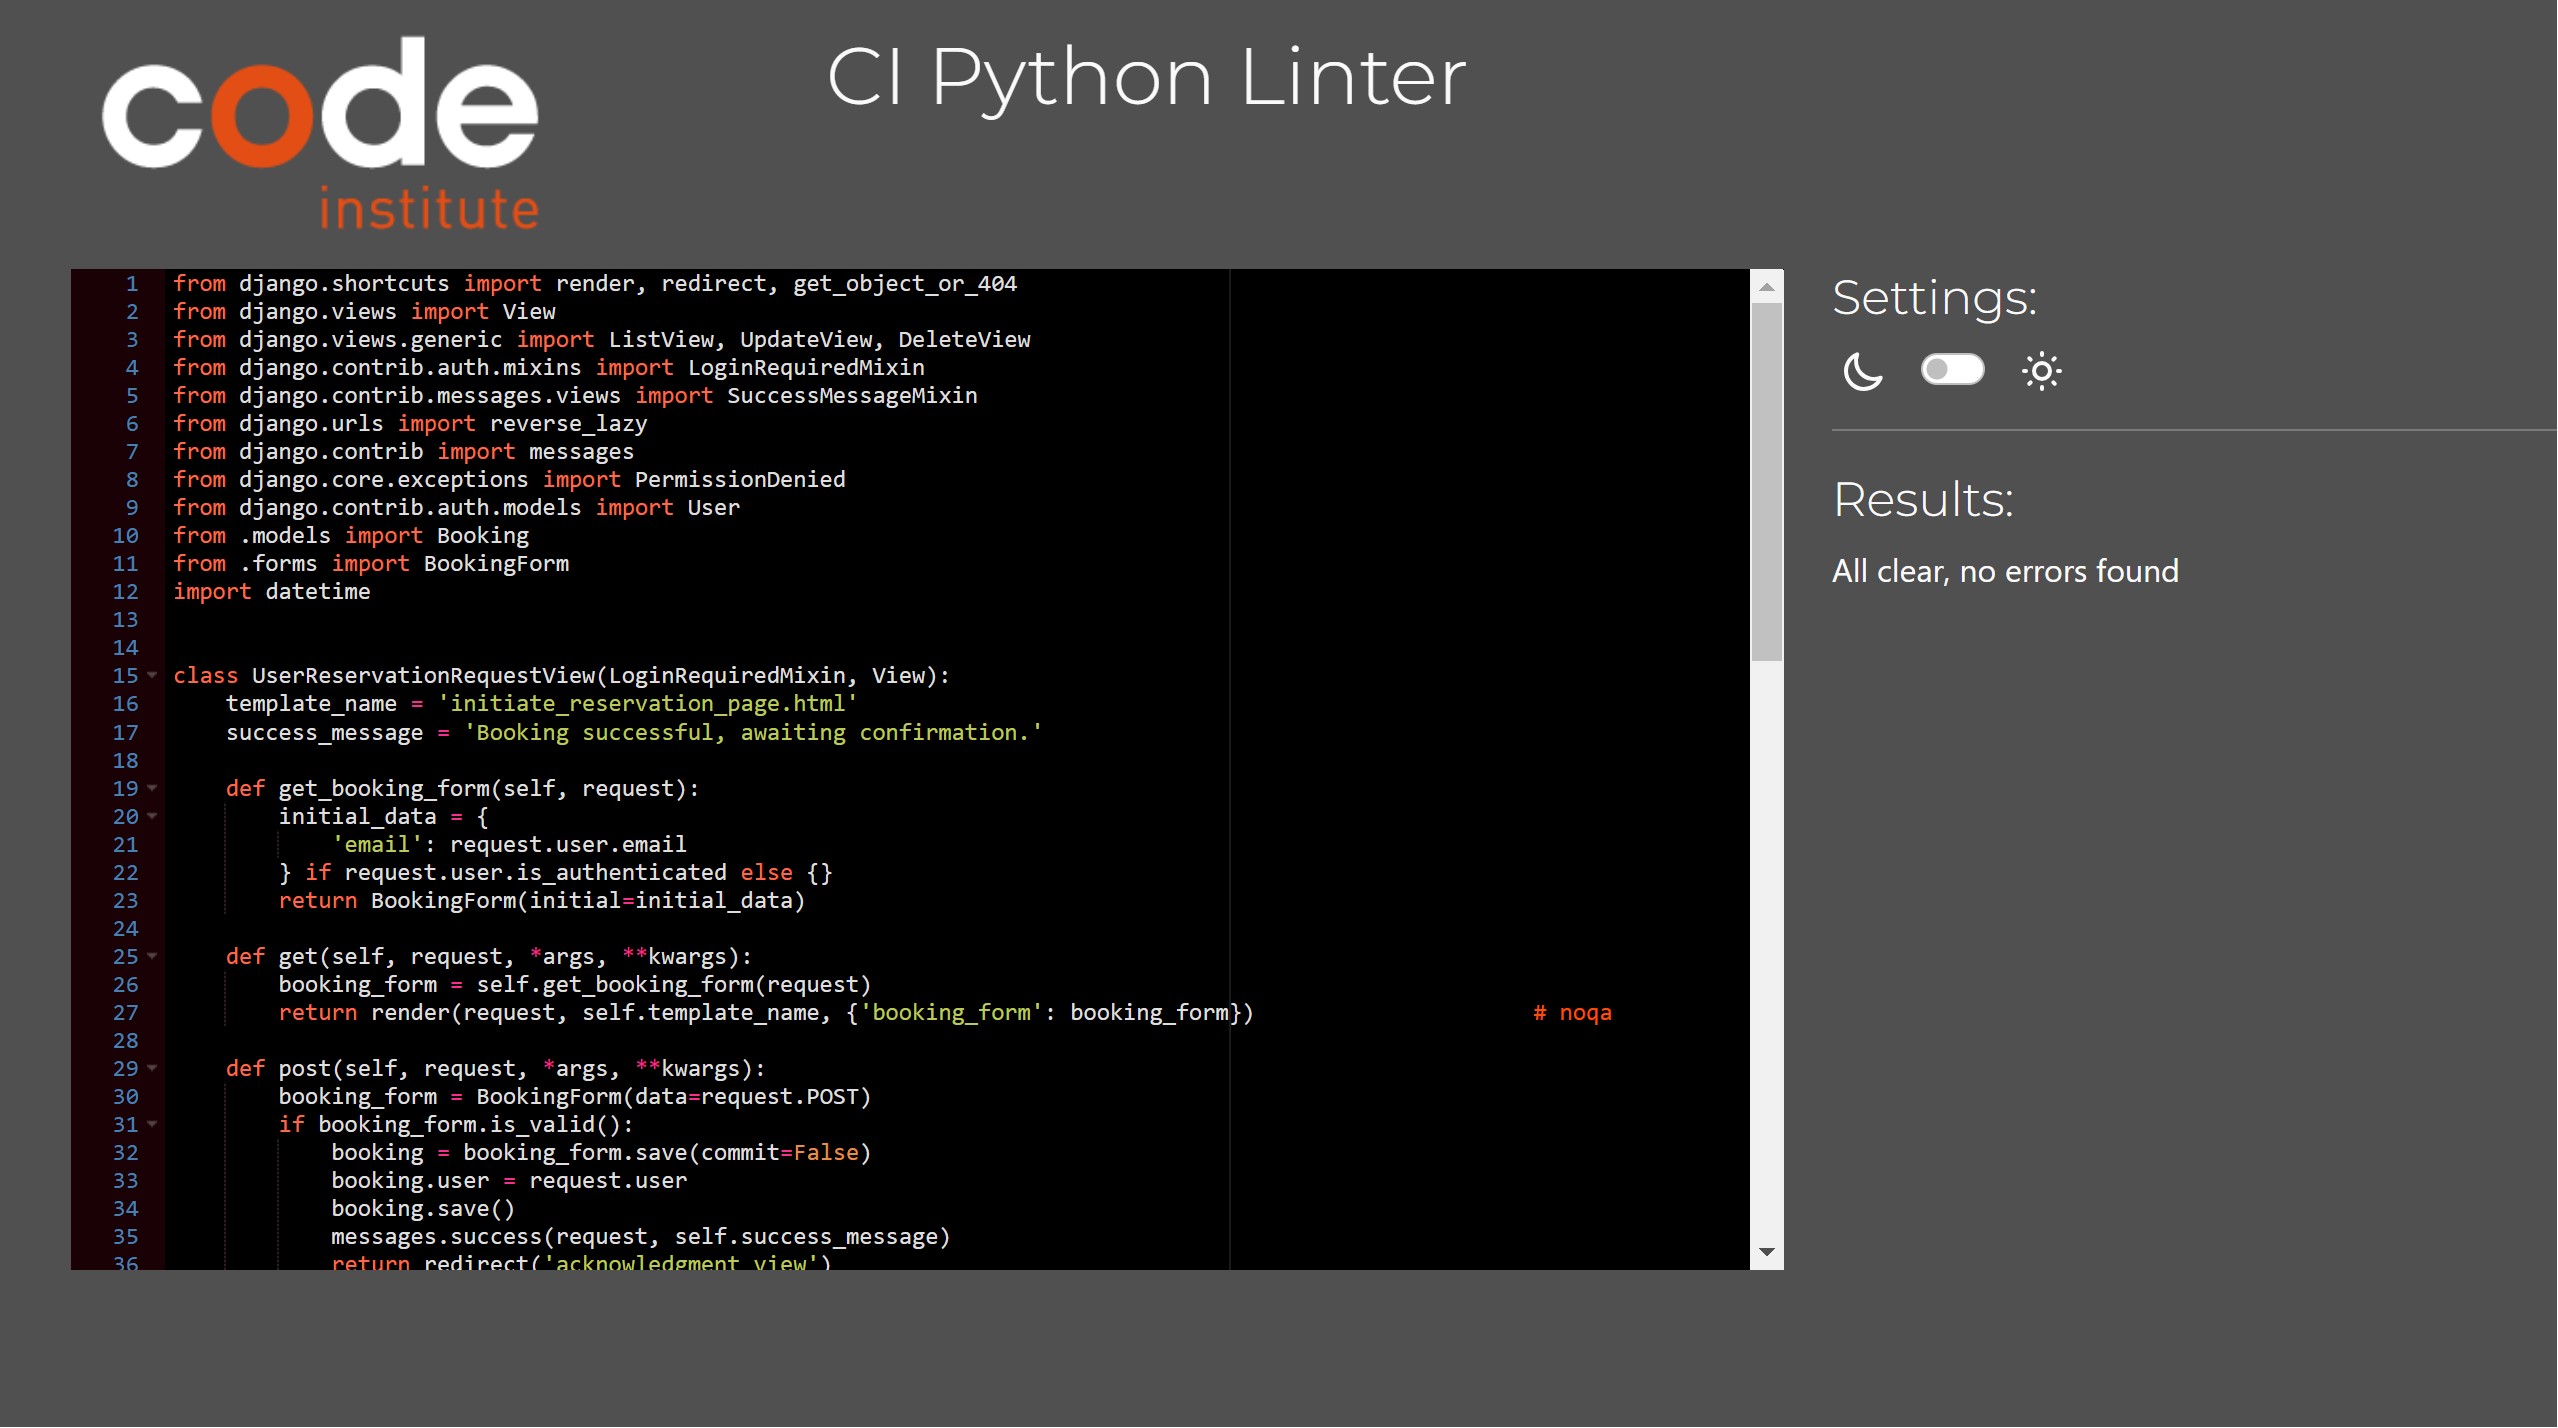 code
institute
CI Python Linter
1 from django.shortcuts import render, redirect, get_object_or_404
2 from django.views import View
3 from django.views.generic import ListView, UpdateView, DeleteView
4 from django.contrib.auth.mixins import LoginRequiredMixin
5 from django.contrib.messages.views import SuccessMessageMixin
6 from django.urls import reverse_lazy
7 from django.contrib import messages
8 from django.core.exceptions import PermissionDenied
9 from django.contrib.auth.models import User
10 from .models import Booking
11 from .forms import BookingForm
12 import datetime
13
14
15 class UserReservationRequestView(LoginRequiredMixin, View):
16     template_name = 'initiate_reservation_page.html'
17     success_message = 'Booking successful, awaiting confirmation.'
18
19     def get_booking_form(self, request):
20         initial_data = {
21             'email': request.user.email
22         } if request.user.is_authenticated else {}
23         return BookingForm(initial=initial_data)
24
25     def get(self, request, *args, **kwargs):
26         booking_form = self.get_booking_form(request)
27         return render(request, self.template_name, {'booking_form': booking_form})                     # noqa
28
29     def post(self, request, *args, **kwargs):
30         booking_form = BookingForm(data=request.POST)
31         if booking_form.is_valid():
32             booking = booking_form.save(commit=False)
33             booking.user = request.user
34             booking.save()
35             messages.success(request, self.success_message)
36             return redirect('acknowledgment_view')
Settings:
Results:
All clear, no errors found